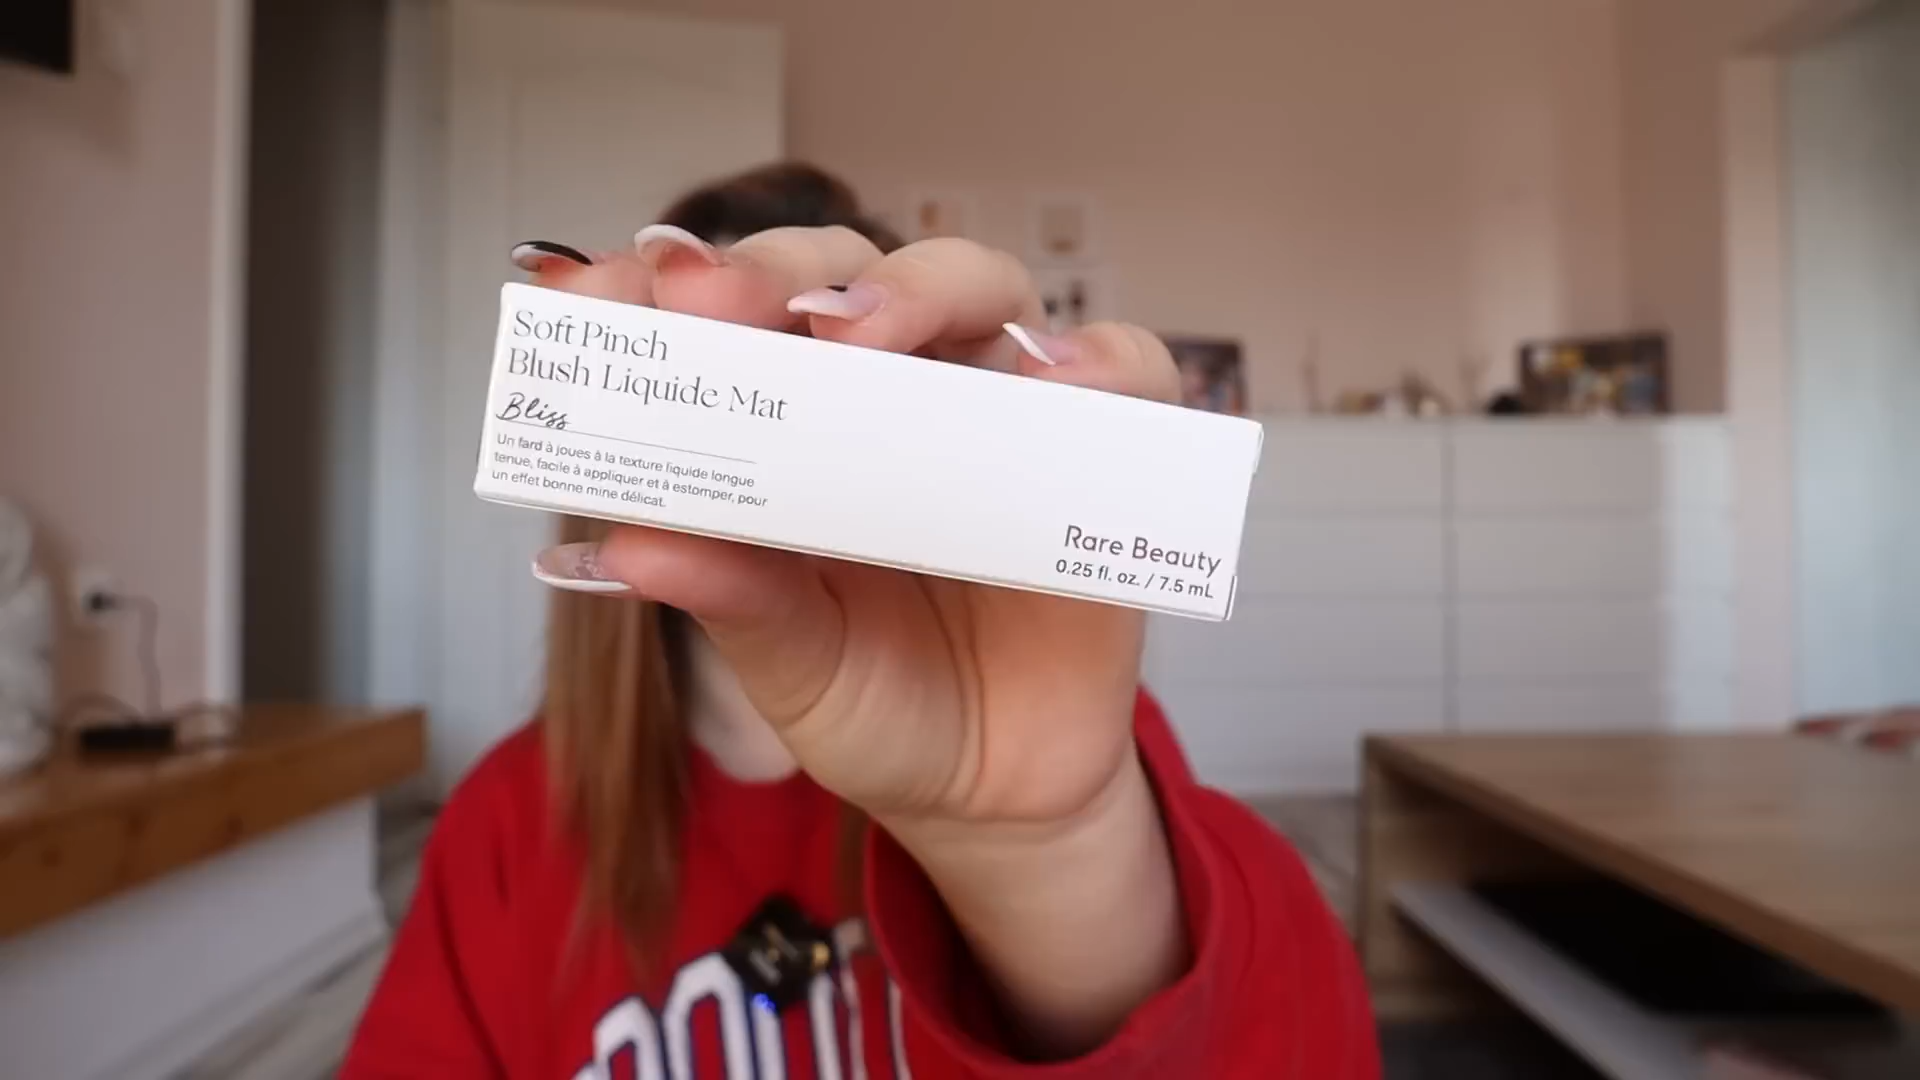 Soft Pinch
Blush Liquide Mat
Bliss
Un fard à joues à la texture liquide longue
tenue, facile à appliquer et à estomper, pour
un effet bonne mine délicat.
Rare Beauty
0.25 fl. oz. / 7.5 mL